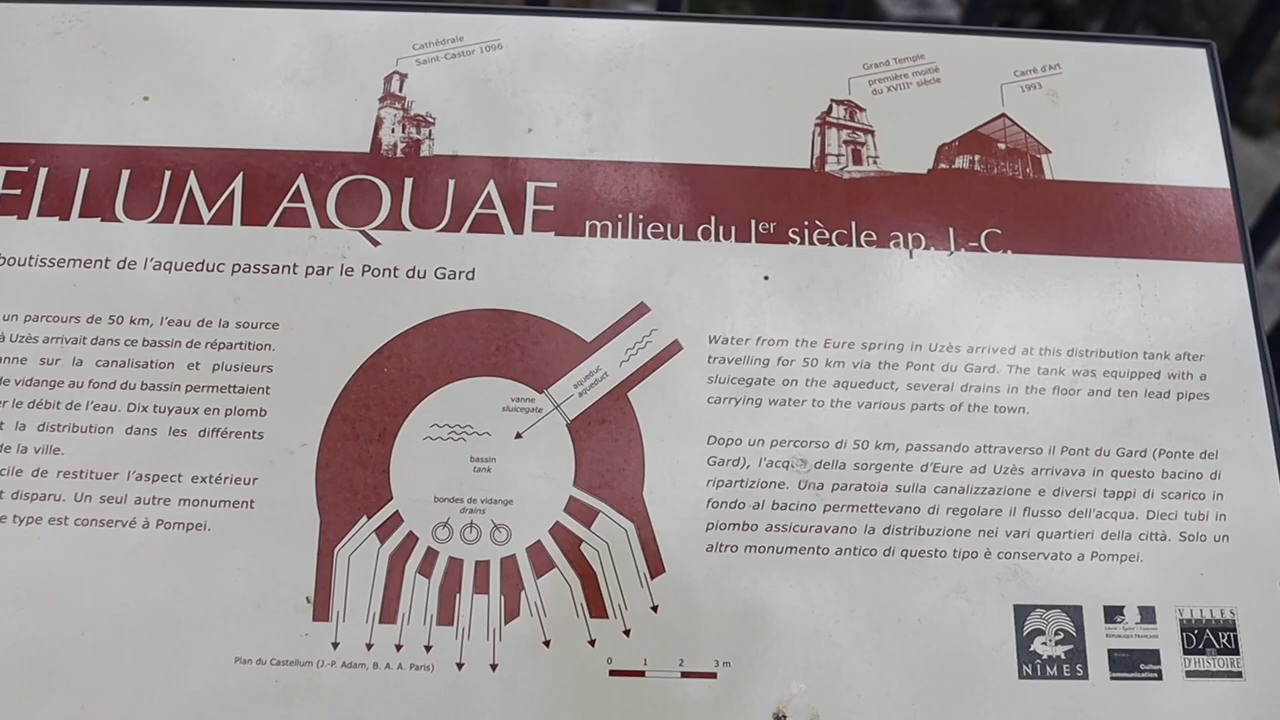 Cathédrale
Saint-Castor 1096
Grand Temple
première moitié
du XVIIIe siècle
Carré d'Art
1993
ELLUM AQUAE milieu du Ier siècle ap. J.-C.
boutissement de l'aqueduc passant par le Pont du Gard
un parcours de 50 km, l'eau de la source
à Uzès arrivait dans ce bassin de répartition.
nne sur la canalisation et plusieurs
de vidange au fond du bassin permettaient
er le débit de l'eau. Dix tuyaux en plomb
t la distribution dans les différents
de la ville.
cile de restituer l'aspect extérieur
t disparu. Un seul autre monument
e type est conservé à Pompei.
aqueduc
aqueduct
vanne
sluicegate
bassin
tank
bondes de vidange
drains
Plan du Castellum (J.-P. Adam, B. A. A. Paris)
0 1 2 3 m
Water from the Eure spring in Uzès arrived at this distribution tank after
travelling for 50 km via the Pont du Gard. The tank was equipped with a
sluicegate on the aqueduct, several drains in the floor and ten lead pipes
carrying water to the various parts of the town.
Dopo un percorso di 50 km, passando attraverso il Pont du Gard (Ponte del
Gard), l'acqua della sorgente d'Eure ad Uzès arrivava in questo bacino di
ripartizione. Una paratoia sulla canalizzazione e diversi tappi di scarico in
fondo al bacino permettevano di regolare il flusso dell'acqua. Dieci tubi in
piombo assicuravano la distribuzione nei vari quartieri della città. Solo un
altro monumento antico di questo tipo è conservato a Pompei.
NÎMES
RÉPUBLIQUE FRANÇAISE
Culture
Communication
VILLES
D'ART
D'HISTOIRE